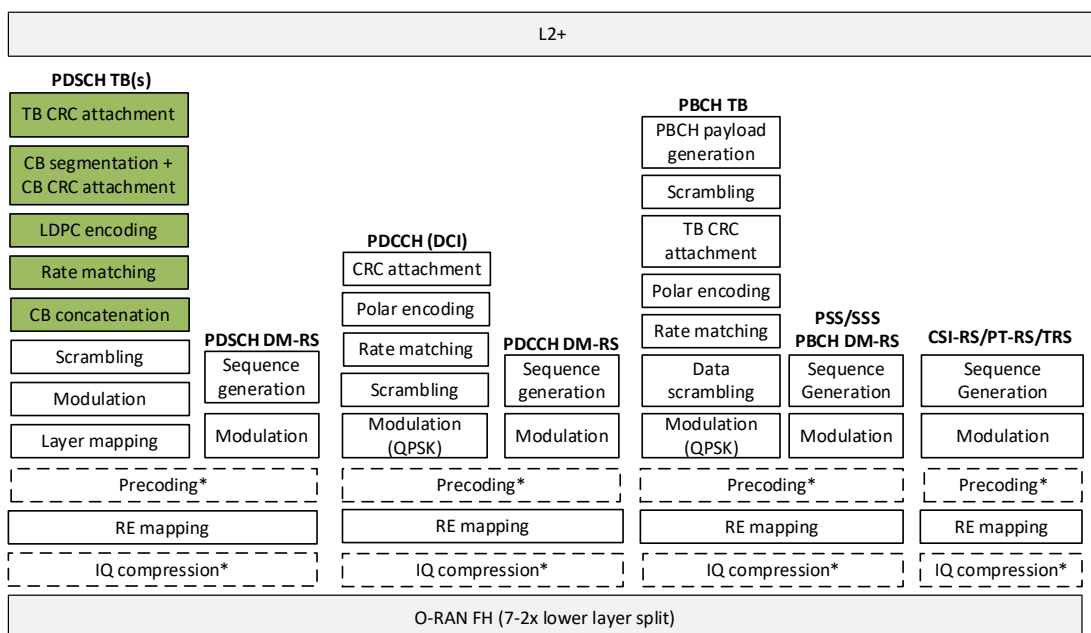 L2+
PDSCH TB(s)
TB CRC attachment
CB segmentation +
CB CRC attachment
LDPC encoding
Rate matching
CB concatenation
Scrambling
Modulation
Layer mapping
PDSCH DM-RS
Sequence
generation
Modulation
Precoding*
RE mapping
IQ compression*
PDCCH (DCI)
CRC attachment
Polar encoding
Rate matching
Scrambling
Modulation
(QPSK)
PDCCH DM-RS
Sequence
generation
Modulation
Precoding*
RE mapping
IQ compression*
PBCH TB
PBCH payload
generation
Scrambling
TB CRC
attachment
Polar encoding
Rate matching
Data
scrambling
Modulation
(QPSK)
PSS/SSS
PBCH DM-RS
Sequence
Generation
Modulation
Precoding*
RE mapping
IQ compression*
CSI-RS/PT-RS/TRS
Sequence
Generation
Modulation
Precoding*
RE mapping
IQ compression*
O-RAN FH (7-2x lower layer split)